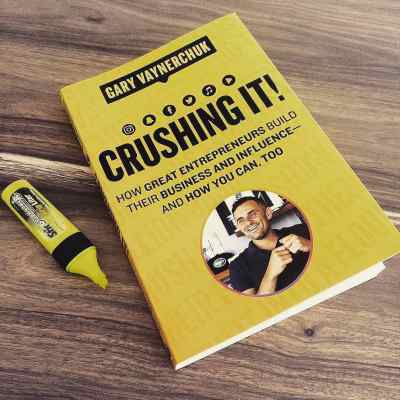 GARY VAYNERCHUK
CRUSHING IT!
HOW GREAT ENTREPRENEURS BUILD
THEIR BUSINESS AND INFLUENCE—
AND HOW YOU CAN, TOO